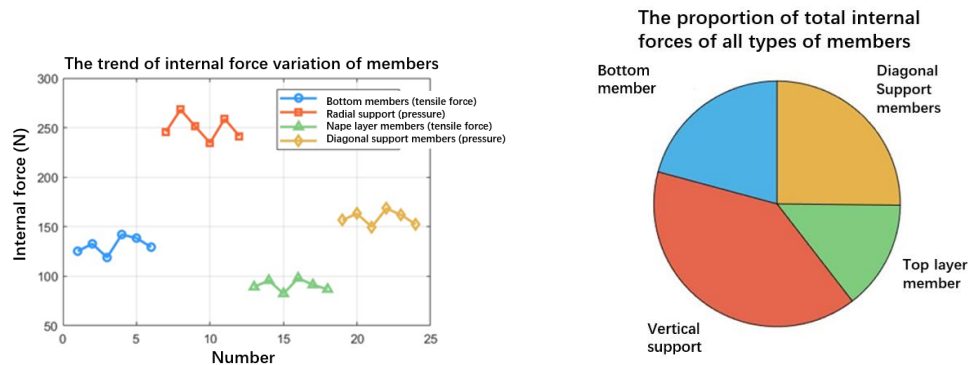 The trend of internal force variation of members
300
250
200
150
100
50
0
5
10
15
20
25
Internal force (N)
Number
Bottom members (tensile force)
Radial support (pressure)
Nape layer members (tensile force)
Diagonal support members (pressure)
The proportion of total internal
forces of all types of members
Bottom
member
Diagonal
Support
members
Top layer
member
Vertical
support